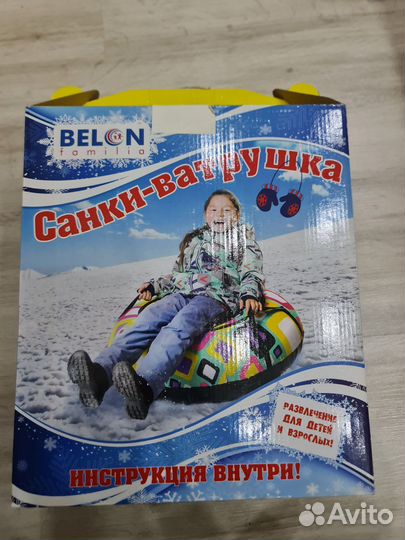 BELON
familia
Санки-ватрушка
РАЗВЛЕЧЕНИЕ
ДЛЯ ДЕТЕЙ
И ВЗРОСЛЫХ!
ИНСТРУКЦИЯ ВНУТРИ!
Avito